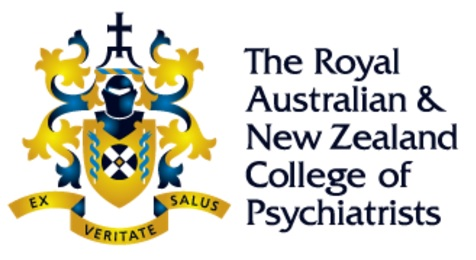 The Royal
Australian &
New Zealand
College of
Psychiatrists
EX VERITATE SALUS